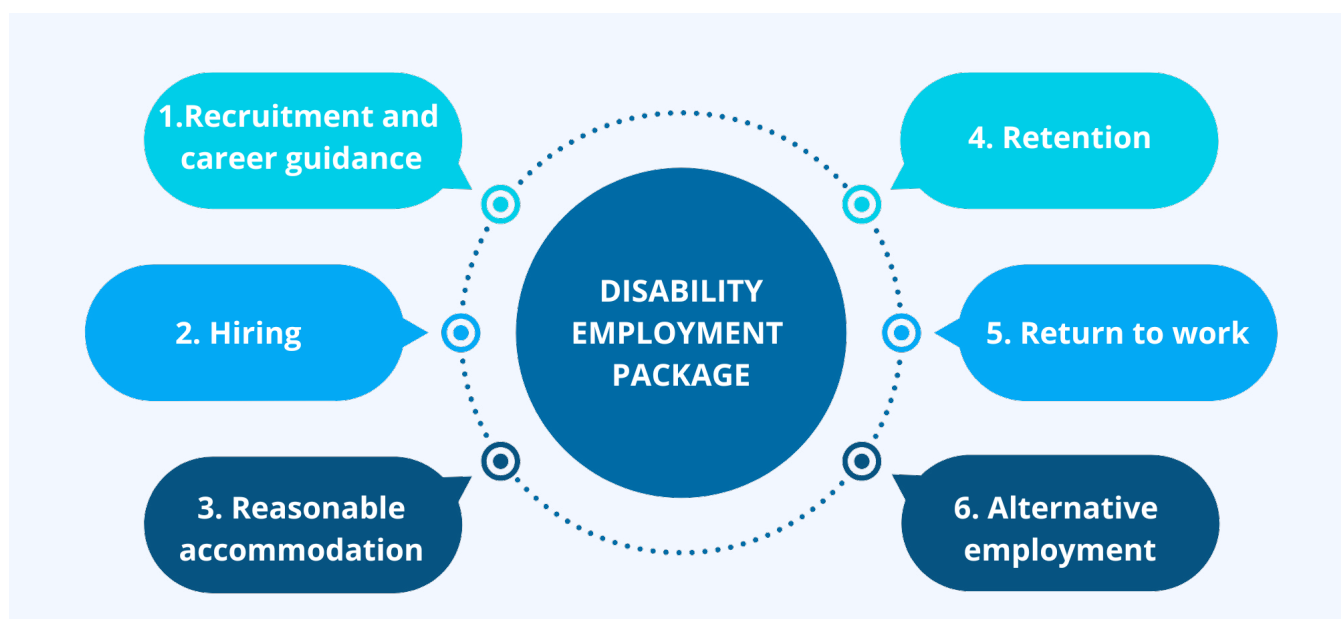 1.Recruitment and
career guidance
2. Hiring
3. Reasonable
accommodation
DISABILITY
EMPLOYMENT
PACKAGE
4. Retention
5. Return to work
6. Alternative
employment